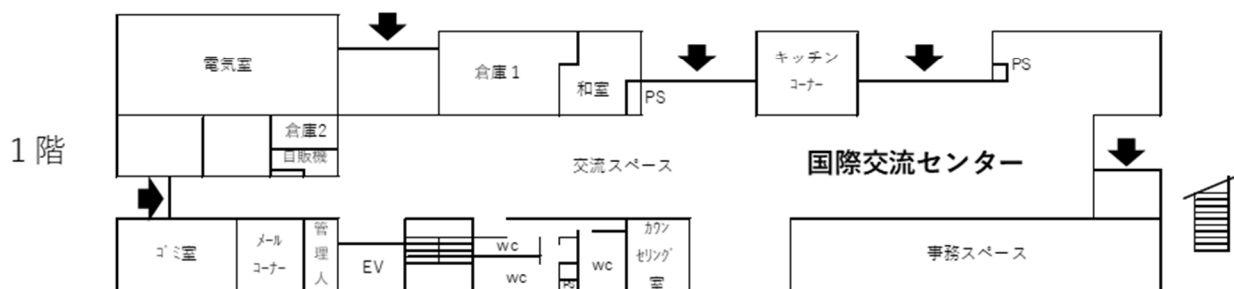 電気室
倉庫1
和室
PS
キッチン
コーナー
PS
1階
倉庫2
自販機
交流スペース
国際交流センター
ゴミ室
メール
コーナー
管理人
EV
wc
wc
PS
wc
カウン
セリング
室
事務スペース